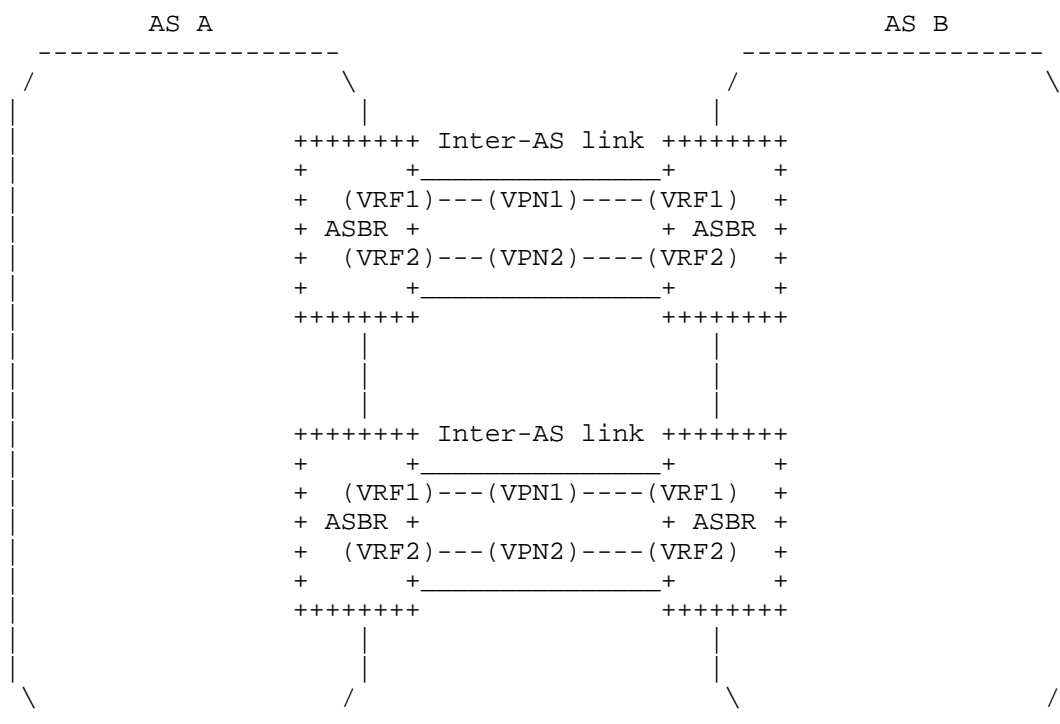 AS A AS B
Inter-AS link
(VRF1)---(VPN1)----(VRF1)
ASBR ASBR
(VRF2)---(VPN2)----(VRF2)
Inter-AS link
(VRF1)---(VPN1)----(VRF1)
ASBR ASBR
(VRF2)---(VPN2)----(VRF2)